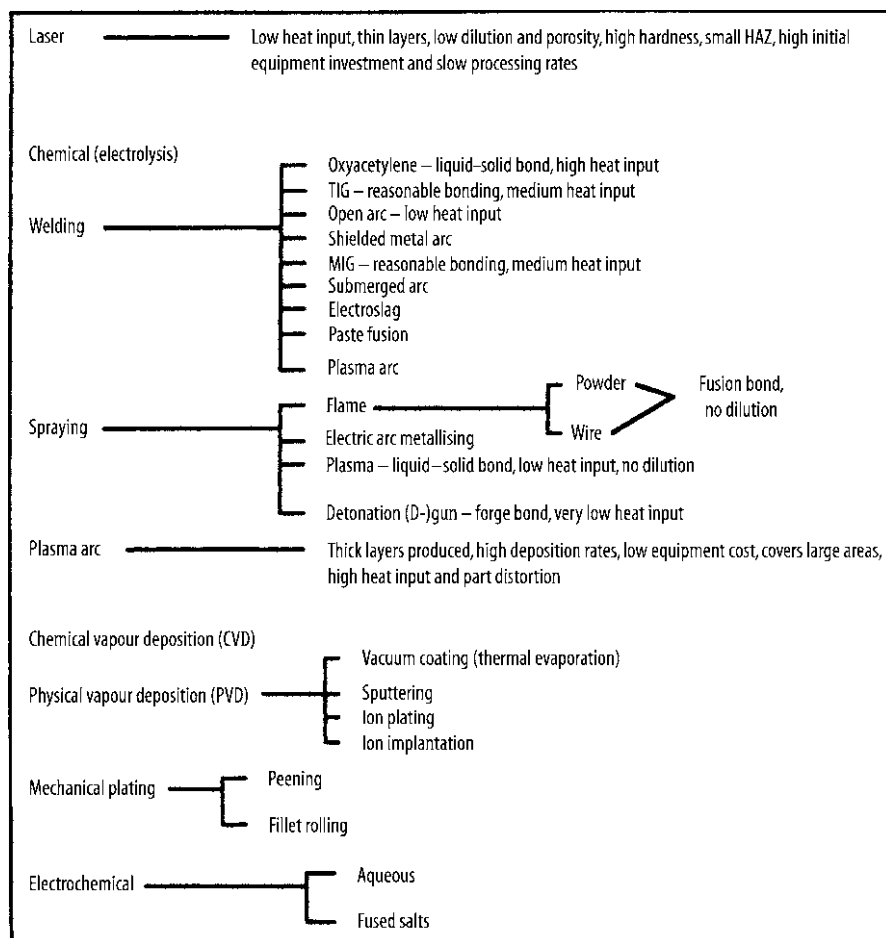 Laser
Low heat input, thin layers, low dilution and porosity, high hardness, small HAZ, high initial
equipment investment and slow processing rates
Chemical (electrolysis)
Welding
Oxyacetylene – liquid–solid bond, high heat input
TIG – reasonable bonding, medium heat input
Open arc – low heat input
Shielded metal arc
MIG – reasonable bonding, medium heat input
Submerged arc
Electroslag
Paste fusion
Plasma arc
Spraying
Flame
Powder
Wire
Fusion bond,
no dilution
Electric arc metallising
Plasma – liquid–solid bond, low heat input, no dilution
Detonation (D-)gun – forge bond, very low heat input
Plasma arc
Thick layers produced, high deposition rates, low equipment cost, covers large areas,
high heat input and part distortion
Chemical vapour deposition (CVD)
Physical vapour deposition (PVD)
Vacuum coating (thermal evaporation)
Sputtering
Ion plating
Ion implantation
Mechanical plating
Peening
Fillet rolling
Electrochemical
Aqueous
Fused salts